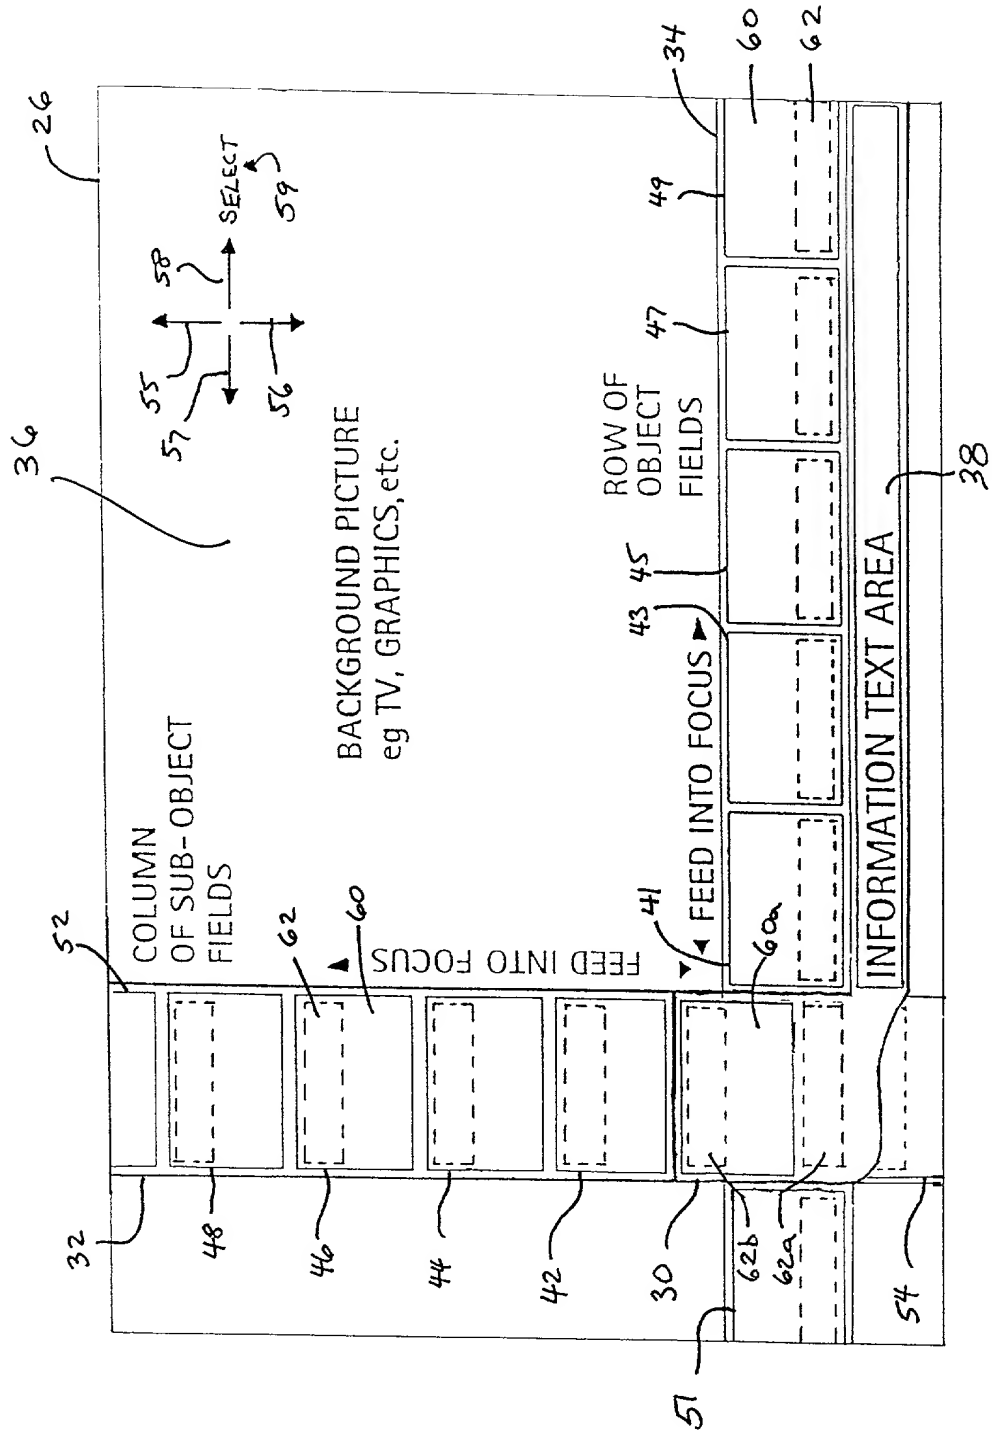 26
36
32
52
COLUMN
OF SUB-OBJECT
FIELDS
55
57
58
56
SELECT
59
48
46
62
60
44
42
FEED INTO FOCUS
BACKGROUND PICTURE
eg TV, GRAPHICS, etc.
ROW OF
OBJECT
FIELDS
30
41
FEED INTO FOCUS
43
45
47
49
34
51
62b
62a
60a
60
62
54
INFORMATION TEXT AREA
38